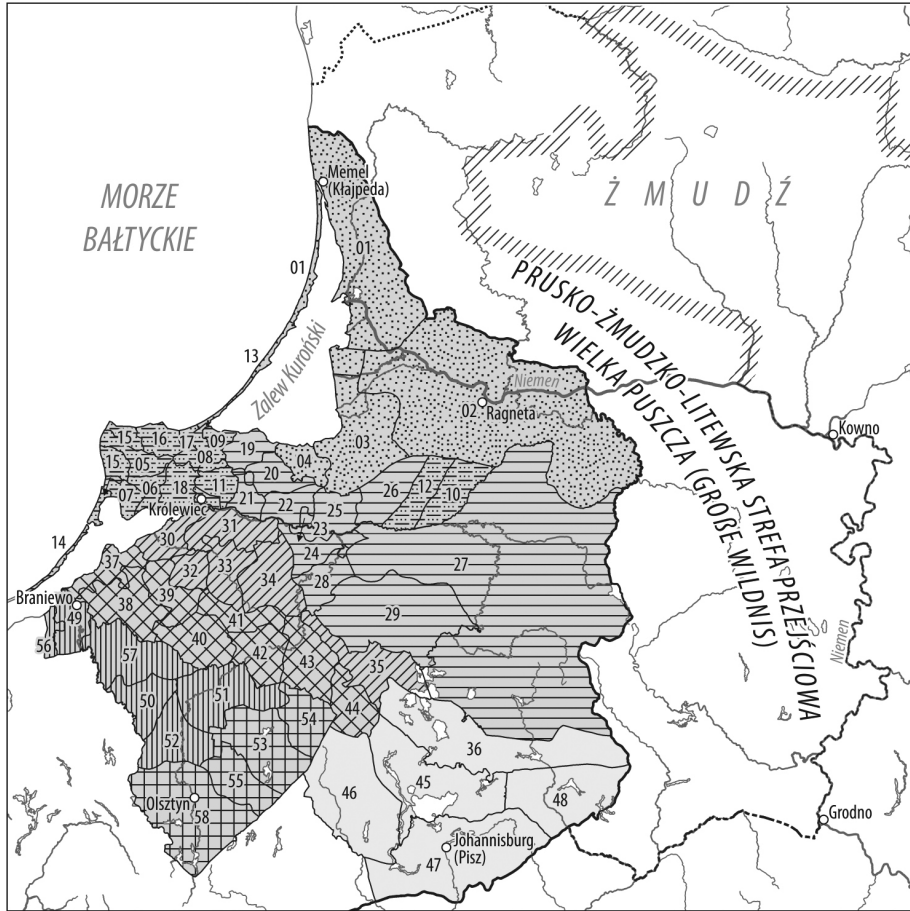 Memel
(Kłajpeda)
MORZE
BAŁTYCKIE
ŻMUDŹ
01
01
PRUSKO-ŻMUDZKO-LITEWSKA STREFA PRZEJŚCIOWA
WIELKA PUSZCZA (GROßE WILDNIS)
13
Zalew Kuroński
Niemen
02 Ragneta
Kowno
15 16 17 09
19
03
15 05 08
20 04
07 06 18 11
21 22 25 26 12 10
Królewiec
14
30 31
23
24
27
37 32 33 34
28
Braniewo
38 39
29
49
56
40 41
42 43
35
57
50 51
44
54
52 53
36
55
45
46
48
Olsztyn
58
Johannisburg
(Pisz)
47
Niemen
Grodno